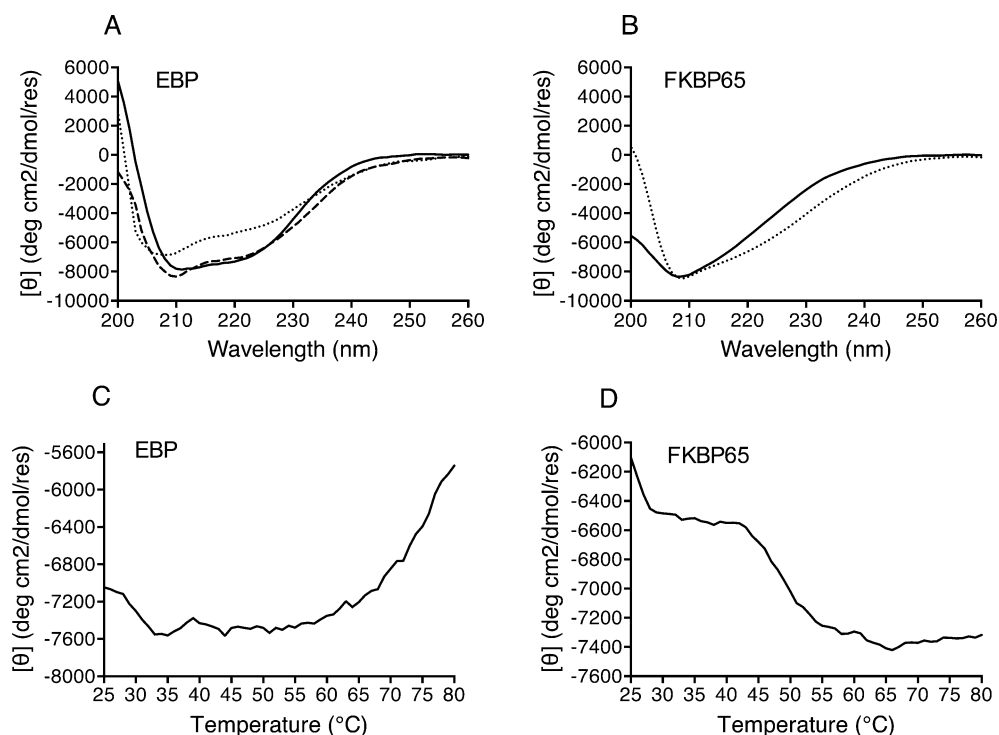 A
EBP
6000
4000
2000
0
-2000
-4000
-6000
-8000
-10000
[θ] (deg cm2/dmol/res)
200 210 220 230 240 250 260
Wavelength (nm)
B
FKBP65
6000
4000
2000
0
-2000
-4000
-6000
-8000
-10000
[θ] (deg cm2/dmol/res)
200 210 220 230 240 250 260
Wavelength (nm)
C
EBP
-5600
-6000
-6400
-6800
-7200
-7600
-8000
[θ] (deg cm2/dmol/res)
25 30 35 40 45 50 55 60 65 70 75 80
Temperature (°C)
D
FKBP65
-6000
-6200
-6400
-6600
-6800
-7000
-7200
-7400
-7600
[θ] (deg cm2/dmol/res)
25 30 35 40 45 50 55 60 65 70 75 80
Temperature (°C)